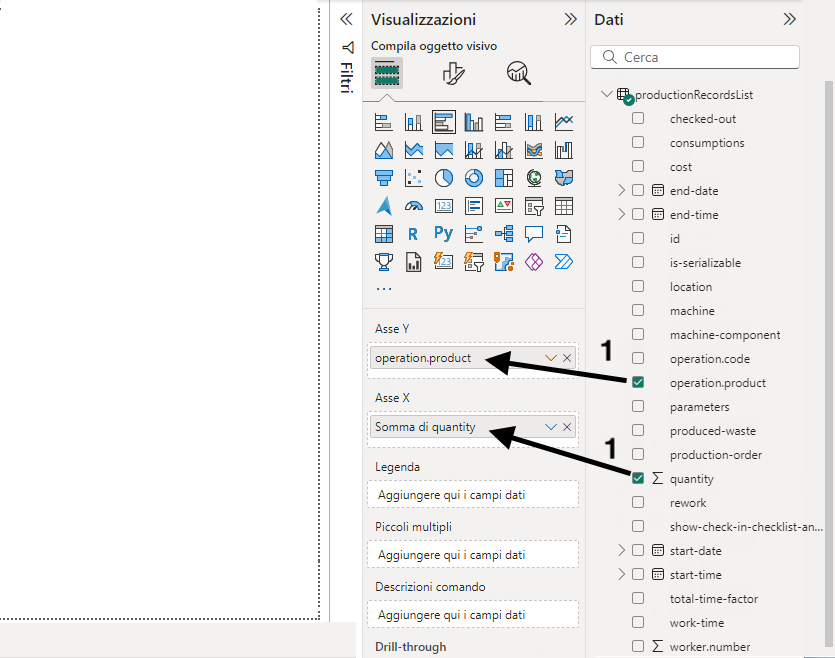 Filtri
Visualizzazioni
Compila oggetto visivo
123
R
Py
123
...
Asse Y
operation.product
Asse X
Somma di quantity
Legenda
Aggiungere qui i campi dati
Piccoli multipli
Aggiungere qui i campi dati
Descrizioni comando
Aggiungere qui i campi dati
Drill-through
1
1
Dati
Cerca
productionRecordsList
checked-out
consumptions
cost
end-date
end-time
id
is-serializable
location
machine
machine-component
operation.code
operation.product
parameters
produced-waste
production-order
∑ quantity
rework
show-check-in-checklist-an...
start-date
start-time
total-time-factor
work-time
∑ worker.number